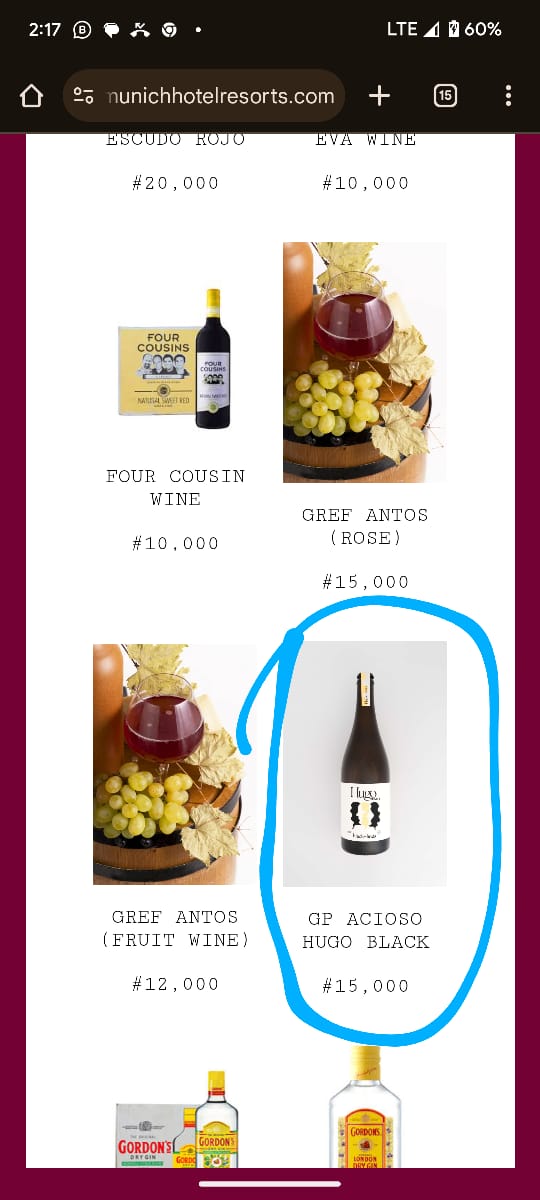 2:17
LTE
60%
unichhotelresorts.com
15
ESCUDO ROJO
#20,000
EVA WINE
#10,000
FOUR
COUSINS
NATURAL SWEET RED
FOUR
COUSINS
FOUR COUSIN
WINE
#10,000
GREF ANTOS
(ROSE)
#15,000
GREF ANTOS
(FRUIT WINE)
#12,000
Hugo
GP ACIOSO
HUGO BLACK
#15,000
GORDON'S
DRY GIN
GORDON'S
GORDON'S
LONDON
DRY GIN